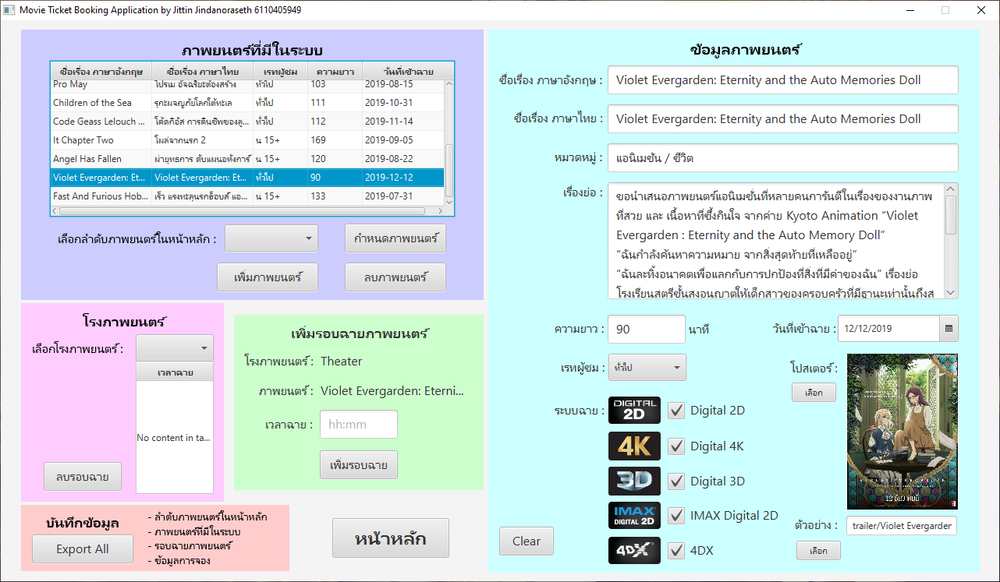 Movie Ticket Booking Application by Jittin Jindanoraseth 6110405949
ภาพยนตร์ที่มีในระบบ
ชื่อเรื่อง ภาษาอังกฤษ ชื่อเรื่อง ภาษาไทย เรทผู้ชม ความยาว วันที่เข้าฉาย
Pro May โปรเม อัจฉริยะต้องสร้าง ทั่วไป 103 2019-08-15
Children of the Sea รุกะผจญภัยโลกใต้ทะเล ทั่วไป 111 2019-10-31
Code Geass Lelouch ... โค้ดกีอัส การคืนชีพของลู... ทั่วไป 112 2019-11-14
It Chapter Two โผล่จากนรก 2 น 15+ 169 2019-09-05
Angel Has Fallen ผ่ายุทธการ ดับแผนอหังการ์ น 15+ 120 2019-08-22
Violet Evergarden: Et... Violet Evergarden: Et... ทั่วไป 90 2019-12-12
Fast And Furious Hob... เร็ว แรงทะลุนรกฮ็อบส์ แอ... น 15+ 133 2019-07-31
เลือกลำดับภาพยนตร์ในหน้าหลัก :
กำหนดภาพยนตร์
เพิ่มภาพยนตร์
ลบภาพยนตร์
โรงภาพยนตร์
เลือกโรงภาพยนตร์ :
เวลาฉาย
No content in ta...
ลบรอบฉาย
เพิ่มรอบฉายภาพยนตร์
โรงภาพยนตร์ : Theater
ภาพยนตร์ : Violet Evergarden: Eterni...
เวลาฉาย : hh:mm
เพิ่มรอบฉาย
บันทึกข้อมูล
Export All
- ลำดับภาพยนตร์ในหน้าหลัก
- ภาพยนตร์ที่มีในระบบ
- รอบฉายภาพยนตร์
- ข้อมูลการจอง
หน้าหลัก
ข้อมูลภาพยนตร์
ชื่อเรื่อง ภาษาอังกฤษ : Violet Evergarden: Eternity and the Auto Memories Doll
ชื่อเรื่อง ภาษาไทย : Violet Evergarden: Eternity and the Auto Memories Doll
หมวดหมู่ : แอนิเมชัน / ชีวิต
เรื่องย่อ : ขอนำเสนอภาพยนตร์แอนิเมชั่นที่หลายคนการันตีในเรื่องของงานภาพ
ที่สวย และ เนื้อหาที่ซึ้งกินใจ จากค่าย Kyoto Animation “Violet
Evergarden : Eternity and the Auto Memory Doll”
“ฉันกำลังค้นหาความหมาย จากสิ่งสุดท้ายที่เหลืออยู่”
“ฉันละทิ้งอนาคตเพื่อแลกกับการปกป้องที่สิ่งที่มีค่าของฉัน” เรื่องย่อ
โรงเรียนสตรีชั้นสูงอนุญาตให้เด็กสาวของครอบครัวที่มีฐานะเท่านั้นถึงส
ความยาว : 90 นาที
วันที่เข้าฉาย : 12/12/2019
เรทผู้ชม : ทั่วไป
โปสเตอร์ :
เลือก
ระบบฉาย : DIGITAL 2D Digital 2D
4K Digital 4K
3D Digital 3D
IMAX DIGITAL 2D IMAX Digital 2D
4DX 4DX
VIOLET EVERGARDEN
12 ธันวาคมนี้
ตัวอย่าง : trailer/Violet Evergarden
เลือก
Clear